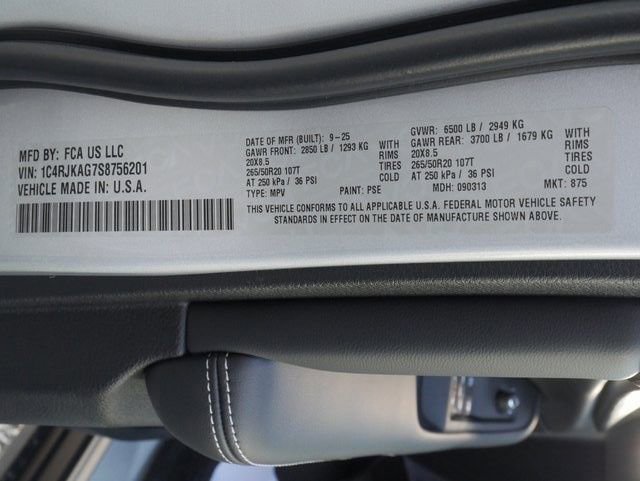 MFD BY: FCA US LLC
VIN: 1C4RJKAG7S8756201
VEHICLE MADE IN: U.S.A.
DATE OF MFR (BUILT): 9-25 GVWR: 6500 LB / 2949 KG
GAWR FRONT: 2850 LB / 1293 KG WITH GAWR REAR: 3700 LB / 1679 KG WITH
20X8.5 RIMS 20X8.5 RIMS
265/50R20 107T TIRES 265/50R20 107T TIRES
AT 250 kPa / 36 PSI COLD AT 250 kPa / 36 PSI COLD
TYPE: MPV PAINT: PSE MDH: 090313 MKT: 875
THIS VEHICLE CONFORMS TO ALL APPLICABLE U.S.A. FEDERAL MOTOR VEHICLE SAFETY
STANDARDS IN EFFECT ON THE DATE OF MANUFACTURE SHOWN ABOVE.